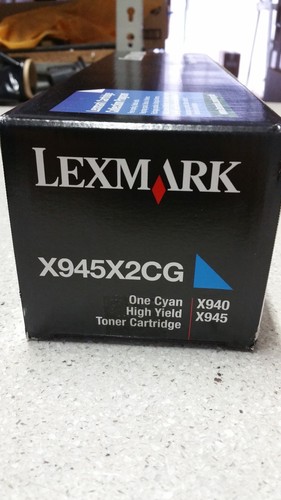 LEXMARK
X945X2CG
One Cyan
High Yield
Toner Cartridge
X940
X945